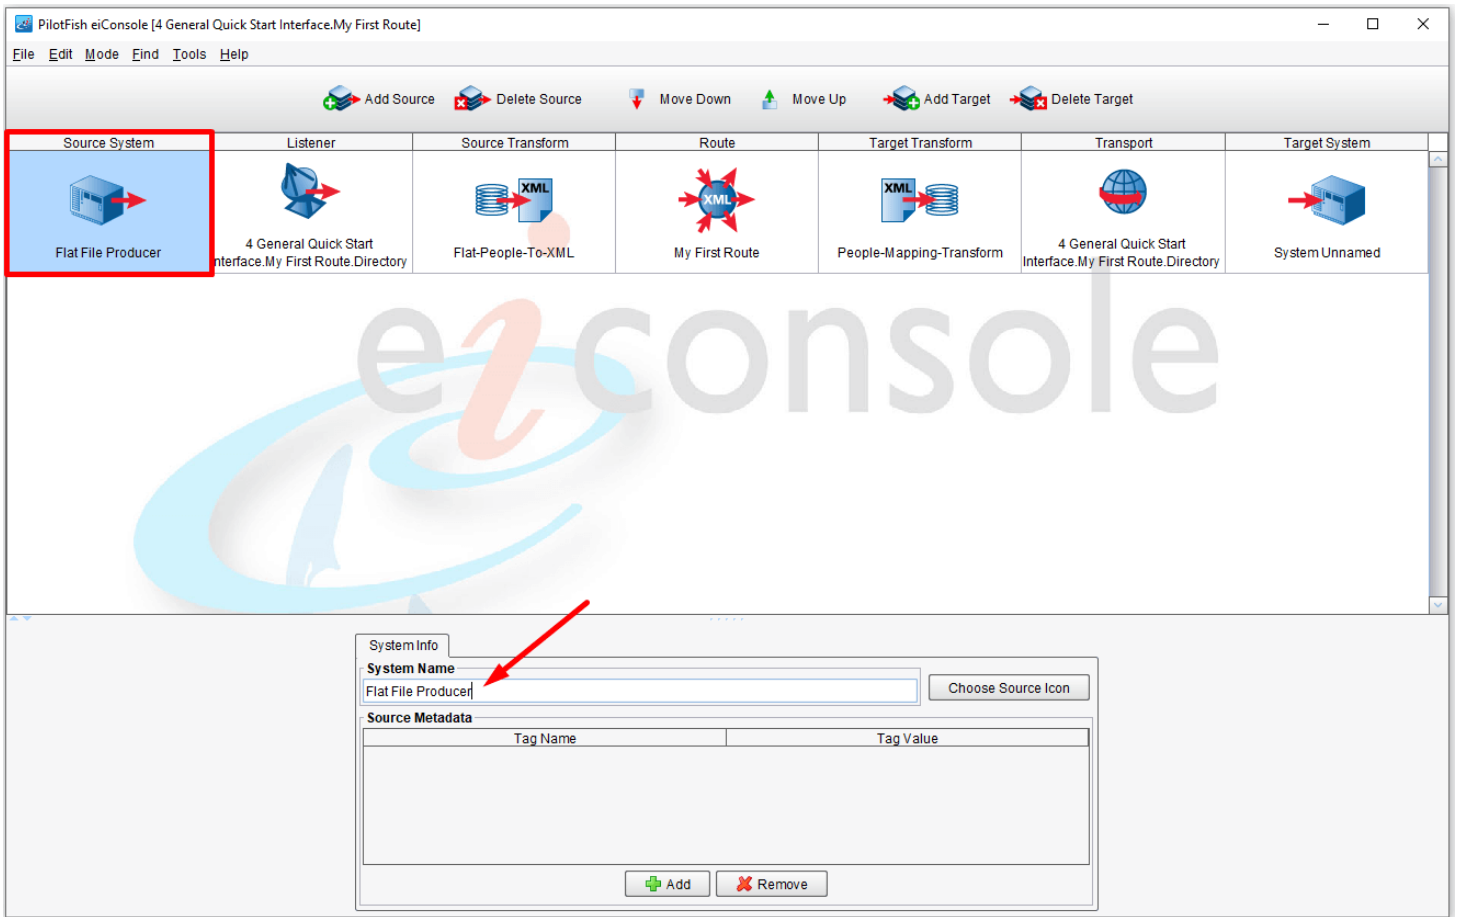 PilotFish eiConsole [4 General Quick Start Interface.My First Route]
File Edit Mode Find Tools Help
Add Source Delete Source Move Down Move Up Add Target Delete Target
Source System Listener Source Transform Route Target Transform Transport Target System
XML XML XML
Flat File Producer
4 General Quick Start
nterface.My First Route.Directory
Flat-People-To-XML
My First Route
People-Mapping-Transform
4 General Quick Start
Interface.My First Route.Directory
System Unnamed
eiconsole
System Info
System Name
Flat File Producer
Choose Source Icon
Source Metadata
Tag Name Tag Value
Add Remove